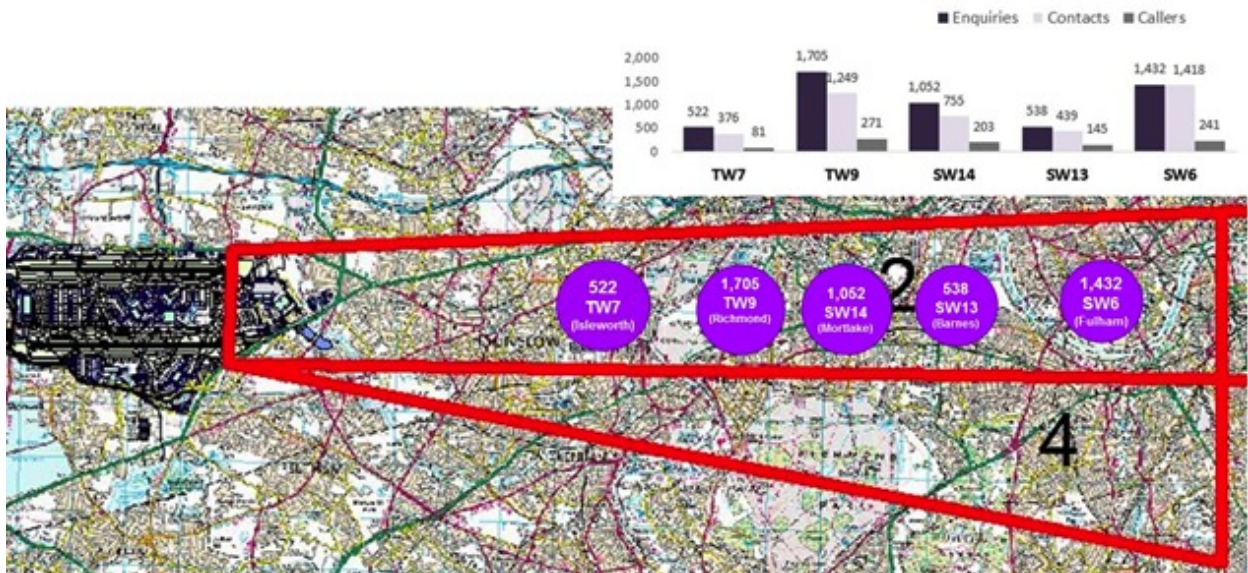 Enquiries Contacts Callers
2,000
1,500
1,000
500
0
522 376 81
1,705 1,249 271
1,052 755 203
538 439 145
1,432 1,418 241
TW7 TW9 SW14 SW13 SW6
2
522
TW7
(Isleworth)
1,705
TW9
(Richmond)
1,052
SW14
(Mortlake)
538
SW13
(Barnes)
1,432
SW6
(Fulham)
4